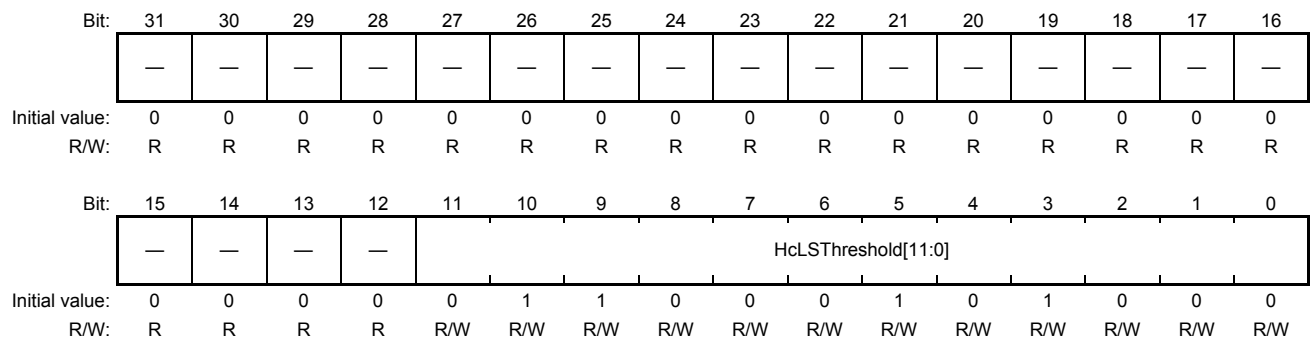 Bit: 31 30 29 28 27 26 25 24 23 22 21 20 19 18 17 16
— — — — — — — — — — — — — — — —
Initial value: 0 0 0 0 0 0 0 0 0 0 0 0 0 0 0 0
R/W: R R R R R R R R R R R R R R R R
Bit: 15 14 13 12 11 10 9 8 7 6 5 4 3 2 1 0
— — — — HcLSThreshold[11:0]
Initial value: 0 0 0 0 0 1 1 0 0 0 1 0 1 0 0 0
R/W: R R R R R/W R/W R/W R/W R/W R/W R/W R/W R/W R/W R/W R/W